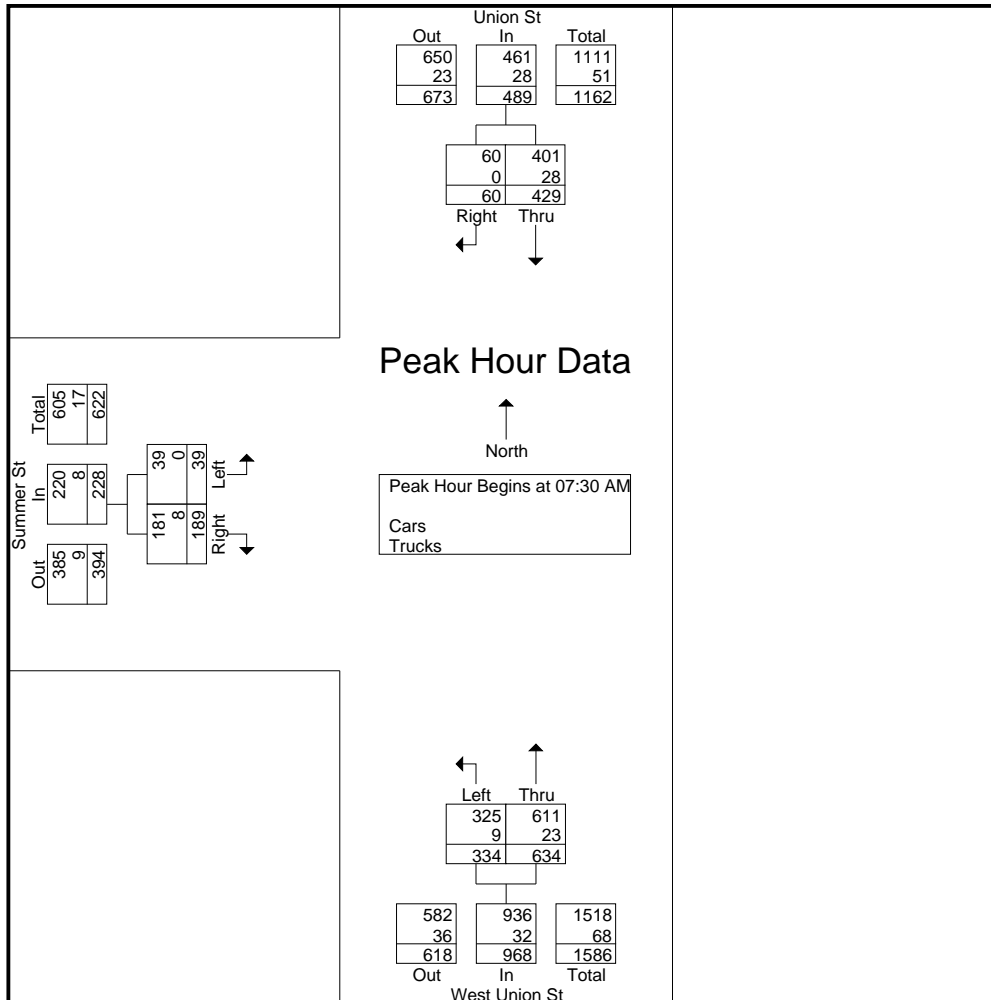 Union St
Out In Total
650 461 1111
23 28 51
673 489 1162
60 401
0 28
60 429
Right Thru
Peak Hour Data
North
Peak Hour Begins at 07:30 AM
Cars
Trucks
Summer St
Out In Total
385 220 605
9 8 17
394 228 622
181 39
8 0
189 39
Right Left
Left Thru
325 611
9 23
334 634
582 936 1518
36 32 68
618 968 1586
Out In Total
West Union St